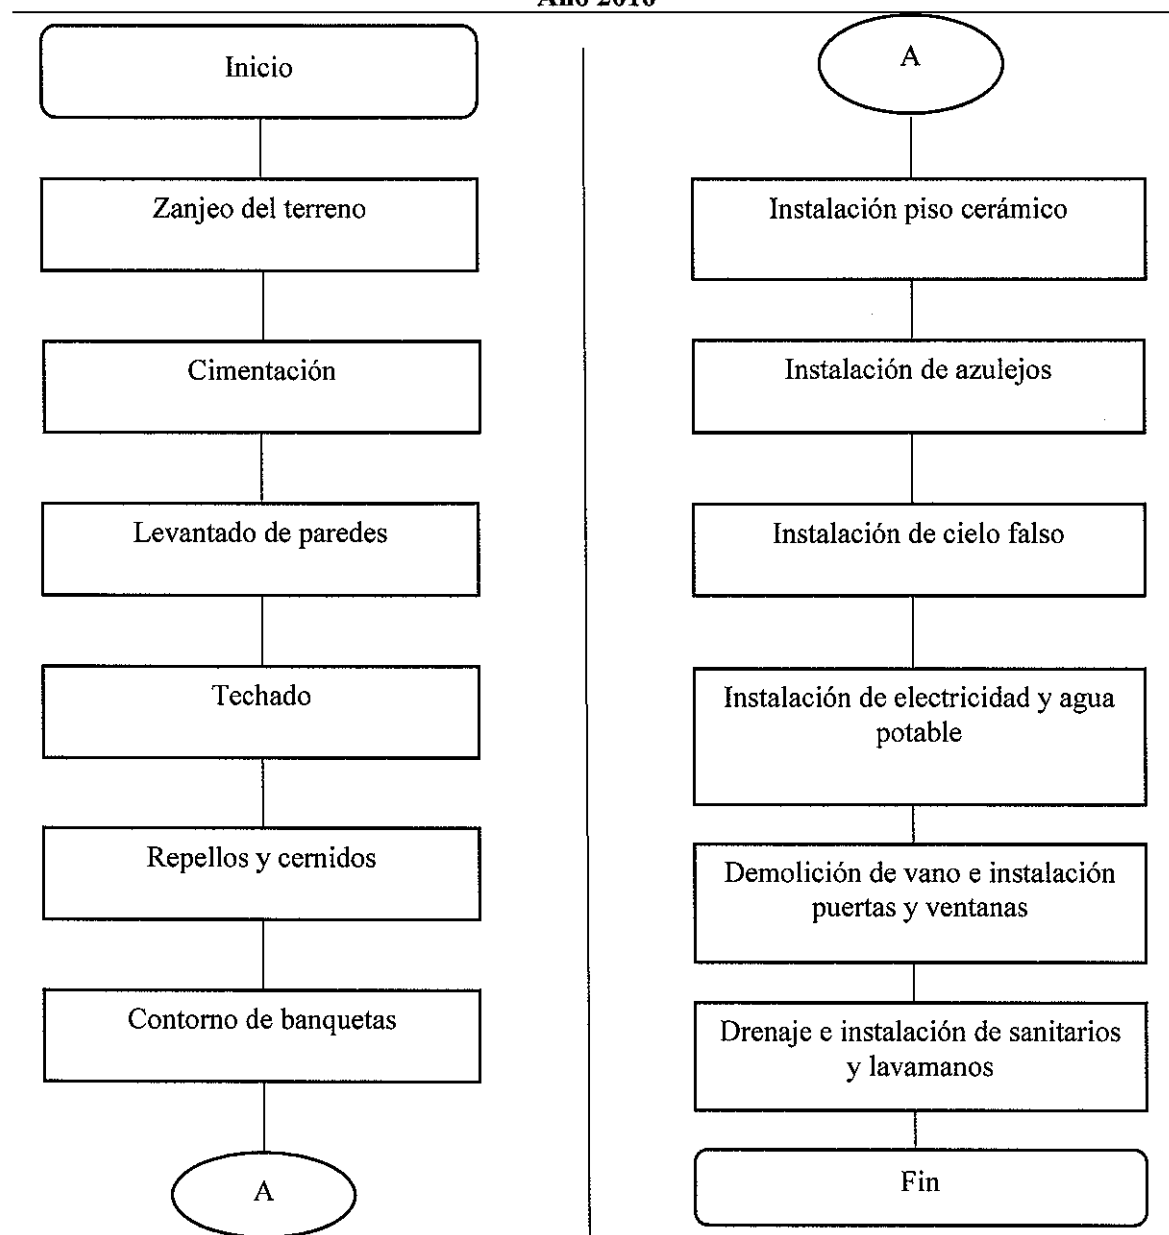 Año 2016
Inicio
Zanjeo del terreno
Cimentación
Levantado de paredes
Techado
Repellos y cernidos
Contorno de banquetas
A
A
Instalación piso cerámico
Instalación de azulejos
Instalación de cielo falso
Instalación de electricidad y agua
potable
Demolición de vano e instalación
puertas y ventanas
Drenaje e instalación de sanitarios
y lavamanos
Fin